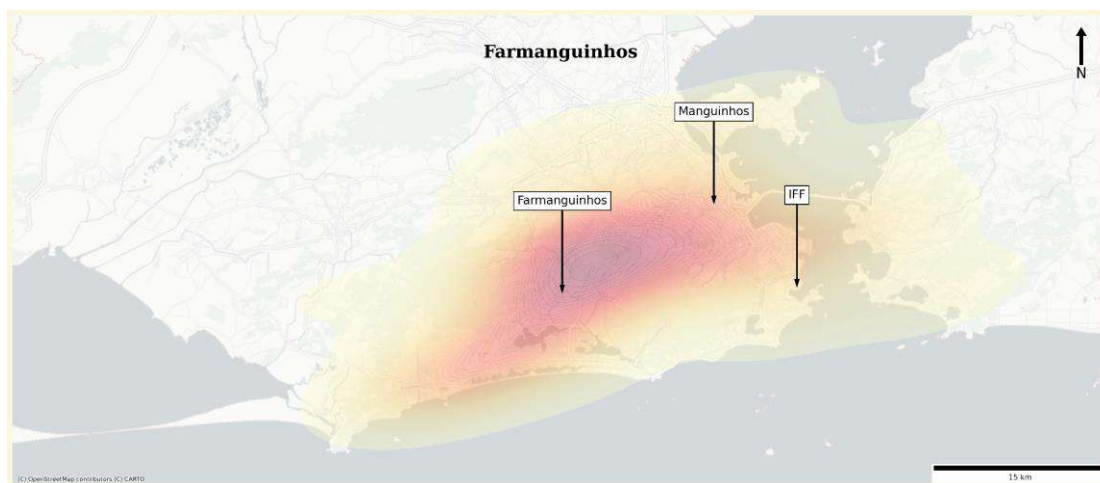 Farmanguinhos
N
Manguinhos
IFF
Farmanguinhos
(C) OpenStreetMap contributors (C) CARTO
15 km